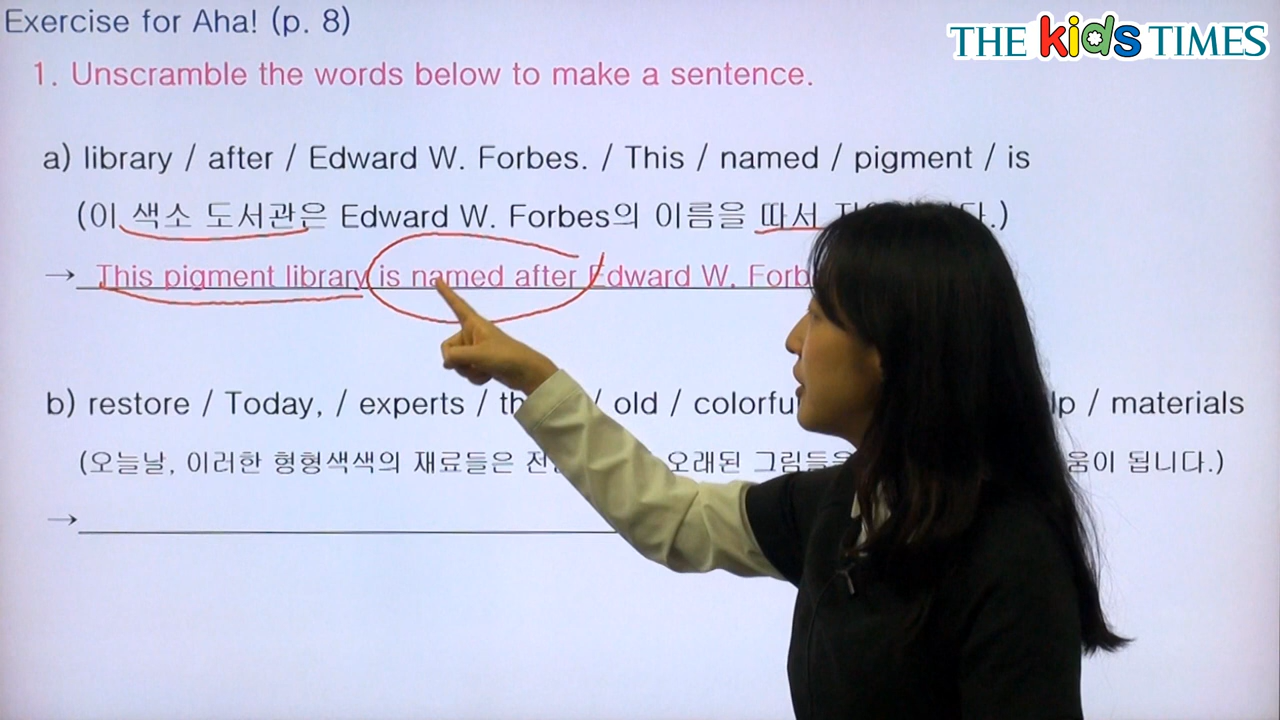 Exercise for Aha! (p. 8)
THE kids TIMES
1. Unscramble the words below to make a sentence.
a) library / after / Edward W. Forbes. / This / named / pigment / is
(이 색소 도서관은 Edward W. Forbes의 이름을 따서
→ This pigment library is named after Edward W.
b) restore / Today, / experts / / old / / materials
(오늘날, 이러한 형형색색의 재료들은 오래된 그림들을 됩니다.)
→